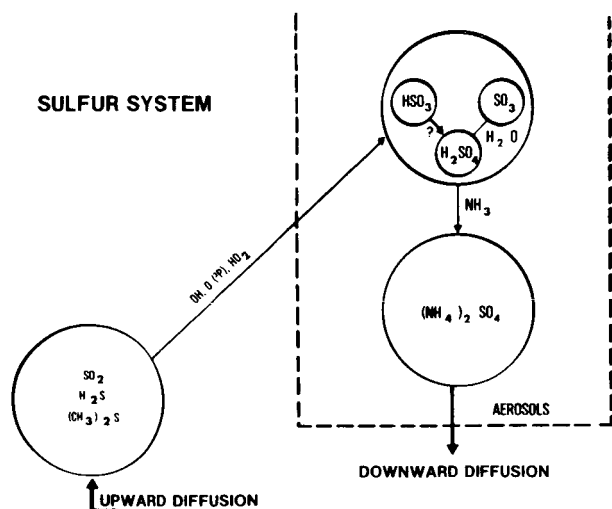 SULFUR SYSTEM
HSO3
SO3
?
H2O
H2SO4
NH3
OH, O (³P), HO2
(NH4)2 SO4
SO2
H2S
(CH3)2S
AEROSOLS
DOWNWARD DIFFUSION
UPWARD DIFFUSION